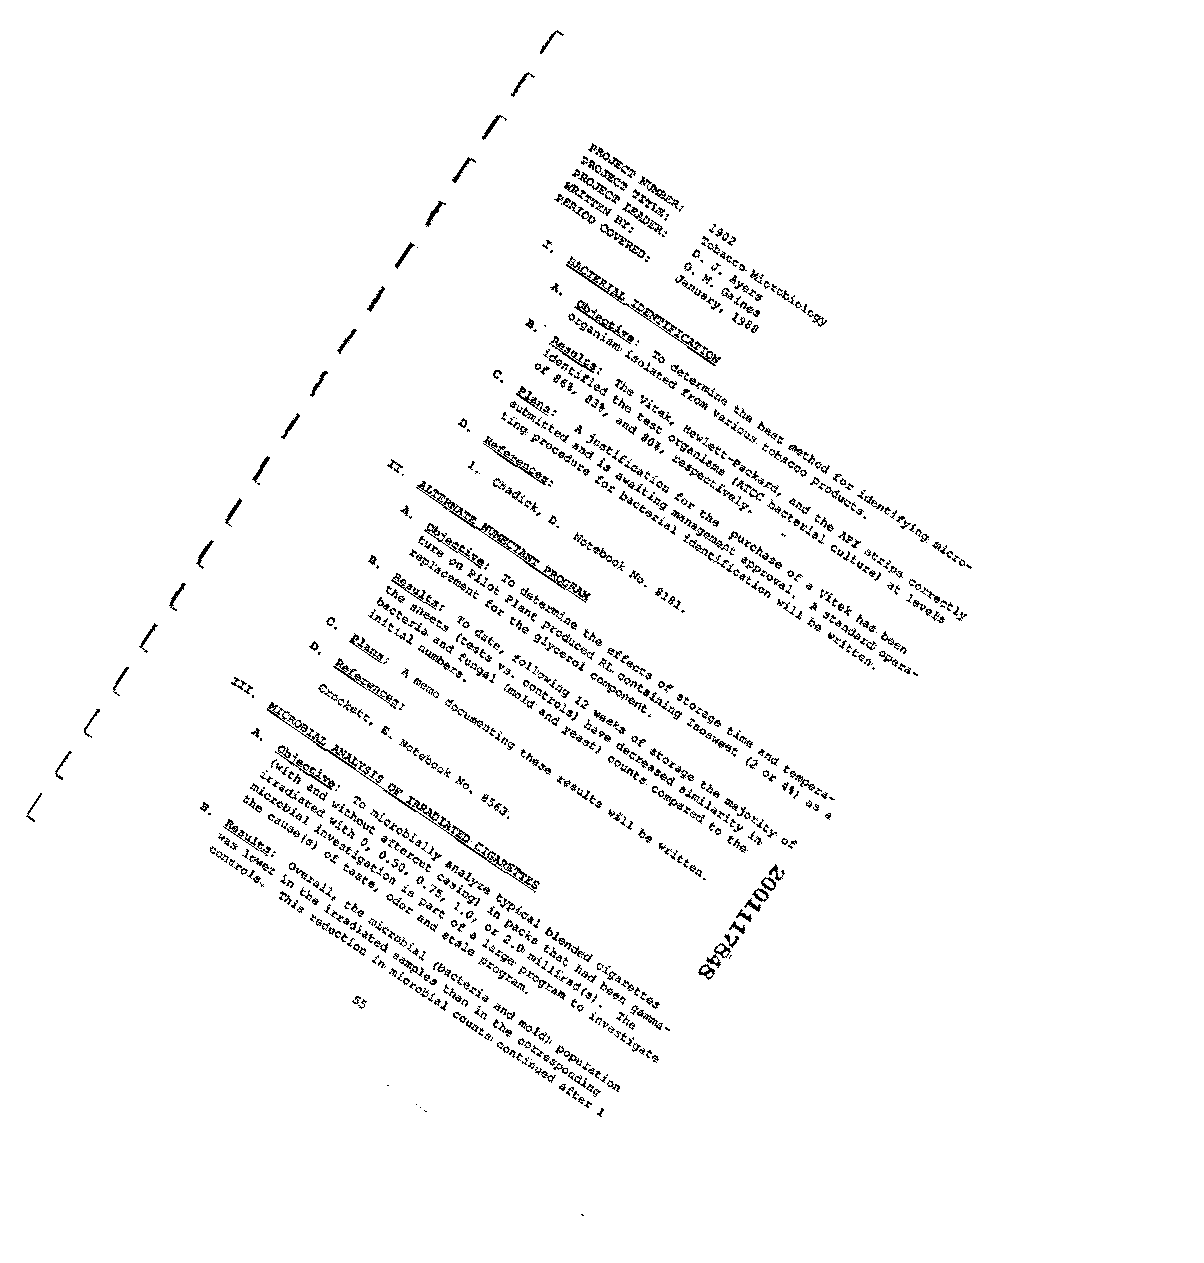 PROJECT NUMBER: 1902
PROJECT TITLE: Tobacco Microbiology
PROJECT LEADER: D. J. Ayers
WRITTEN BY: O. M. Gaines
PERIOD COVERED: January, 1988
I. BACTERIAL IDENTIFICATION
A. Objective: To determine the best method for identifying micro-
organism isolated from various tobacco products.
B. Results: The Vitek, Hewlett-Packard, and the API strips correctly
identified the test organisms (ATCC bacterial culture) at levels
of 86%, 83%, and 80%, respectively.
C. Plans: A justification for the purchase of a Vitek has been
submitted and is awaiting management approval. A standard opera-
ting procedure for bacterial identification will be written.
D. References:
1. Chadick, D. Notebook No. 8181.
II. ALTERNATE HUMECTANT PROGRAM
A. Objective: To determine the effects of storage time and tempera-
ture on Pilot Plant produced RL containing Isosweet (2 or 4%) as a
replacement for the glycerol component.
B. Results: To date, following 12 weeks of storage the majority of
the sheets (tests vs. controls) have decreased similarity in
bacteria and fungal (mold and yeast) counts compared to the
initial numbers.
C. Plans: A memo documenting these results will be written.
D. References:
Crockett, E. Notebook No. 8563.
III. MICROBIAL ANALYSIS OF IRRADIATED CIGARETTES
A. Objective: To microbially analyze typical blended cigarettes
(with and without aftercut casing) in packs that had been gamma-
irradiated with 0, 0.50, 0.75, 1.0, or 2.0 millirad(s). The
microbial investigation is part of a large program to investigate
the cause(s) of taste, odor and stale program.
B. Results: Overall, the microbial (bacteria and mold) population
was lower in the irradiated samples than in the corresponding
controls. This reduction in microbial counts continued after 1
55
2001117848